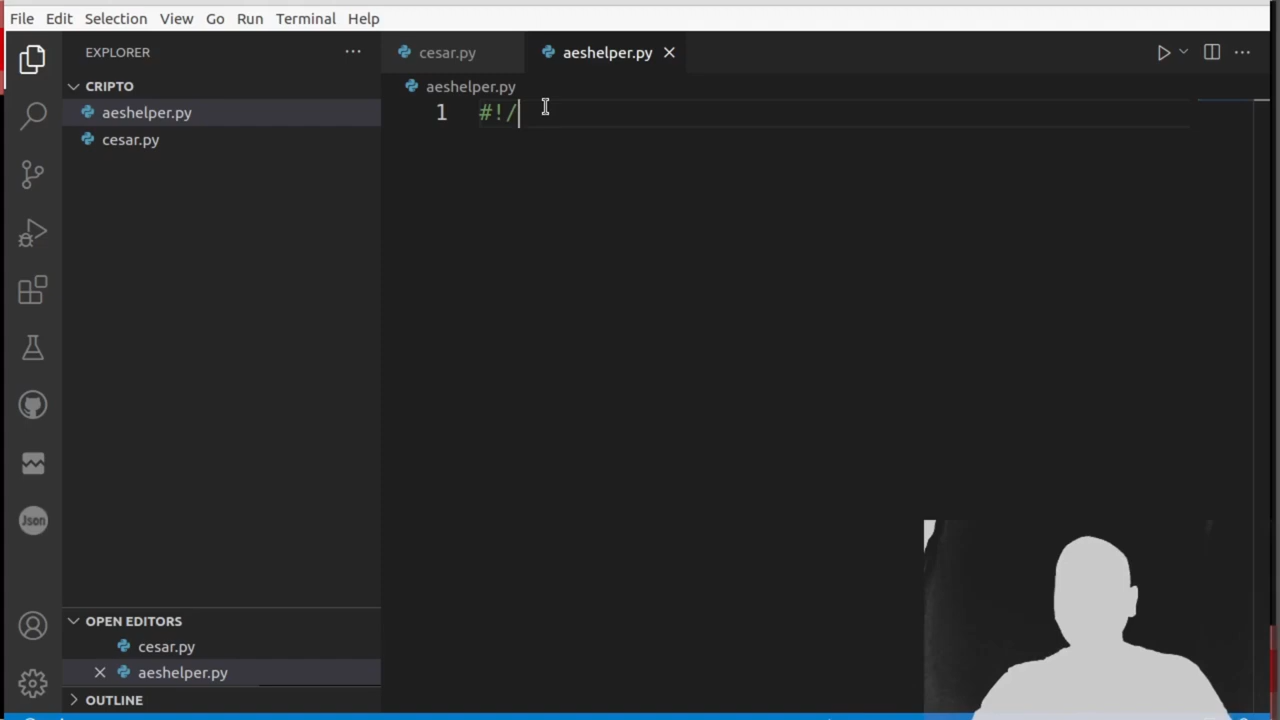 File Edit Selection View Go Run Terminal Help
EXPLORER
cesar.py
aeshelper.py
CRIPTO
aeshelper.py
1 #!/
aeshelper.py
cesar.py
Json
OPEN EDITORS
cesar.py
aeshelper.py
OUTLINE